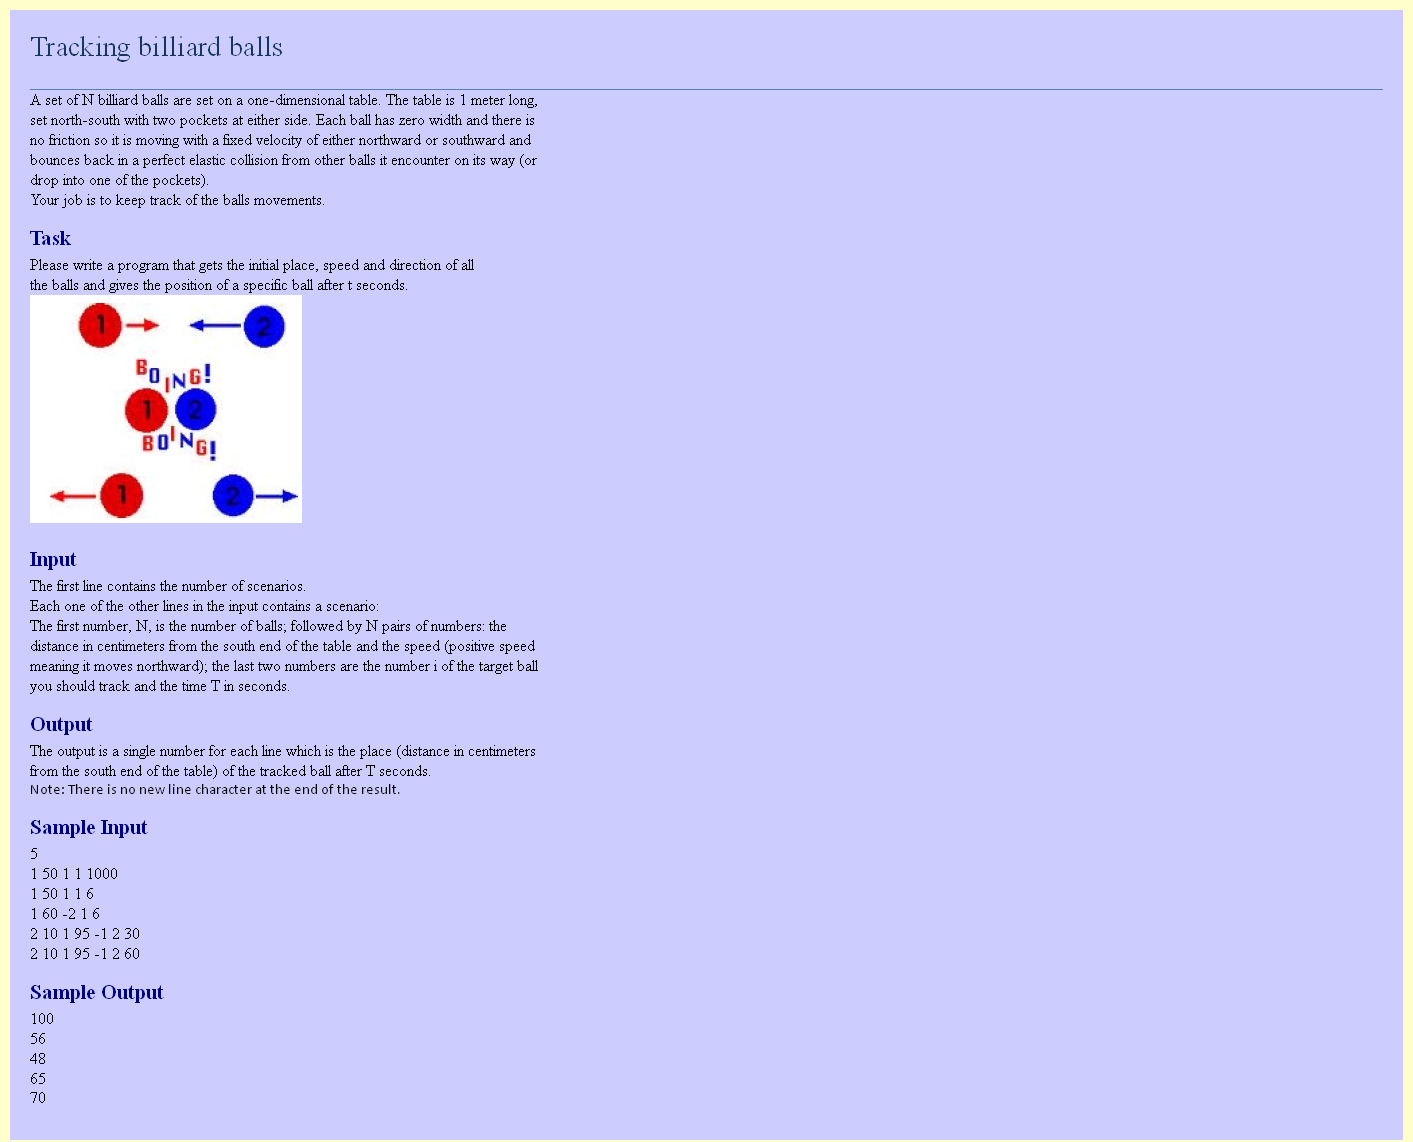 Tracking billiard balls
A set of N billiard balls are set on a one-dimensional table. The table is 1 meter long,
set north-south with two pockets at either side. Each ball has zero width and there is
no friction so it is moving with a fixed velocity of either northward or southward and
bounces back in a perfect elastic collision from other balls it encounter on its way (or
drop into one of the pockets).
Your job is to keep track of the balls movements.
Task
Please write a program that gets the initial place, speed and direction of all
the balls and gives the position of a specific ball after t seconds.
1 2
BOING!
1 2
BOING!
1 2
Input
The first line contains the number of scenarios.
Each one of the other lines in the input contains a scenario:
The first number, N, is the number of balls; followed by N pairs of numbers: the
distance in centimeters from the south end of the table and the speed (positive speed
meaning it moves northward); the last two numbers are the number i of the target ball
you should track and the time T in seconds.
Output
The output is a single number for each line which is the place (distance in centimeters
from the south end of the table) of the tracked ball after T seconds.
Note: There is no new line character at the end of the result.
Sample Input
5
1 50 1 1 1000
1 50 1 1 6
1 60 -2 1 6
2 10 1 95 -1 2 30
2 10 1 95 -1 2 60
Sample Output
100
56
48
65
70